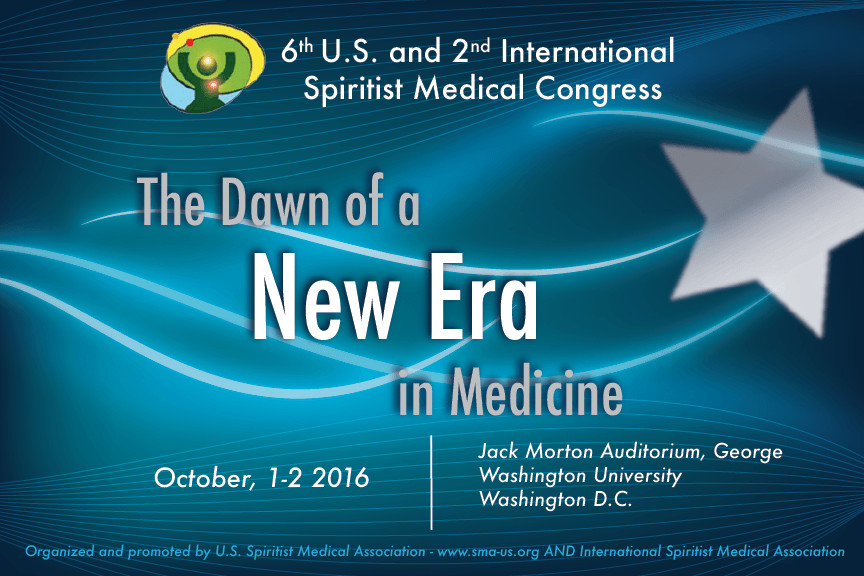 6th U.S. and 2nd International
Spiritist Medical Congress
The Dawn of a
New Era
in Medicine
October, 1-2 2016
Jack Morton Auditorium, George
Washington University
Washington D.C.
Organized and promoted by U.S. Spiritist Medical Association - www.sma-us.org AND International Spiritist Medical Association